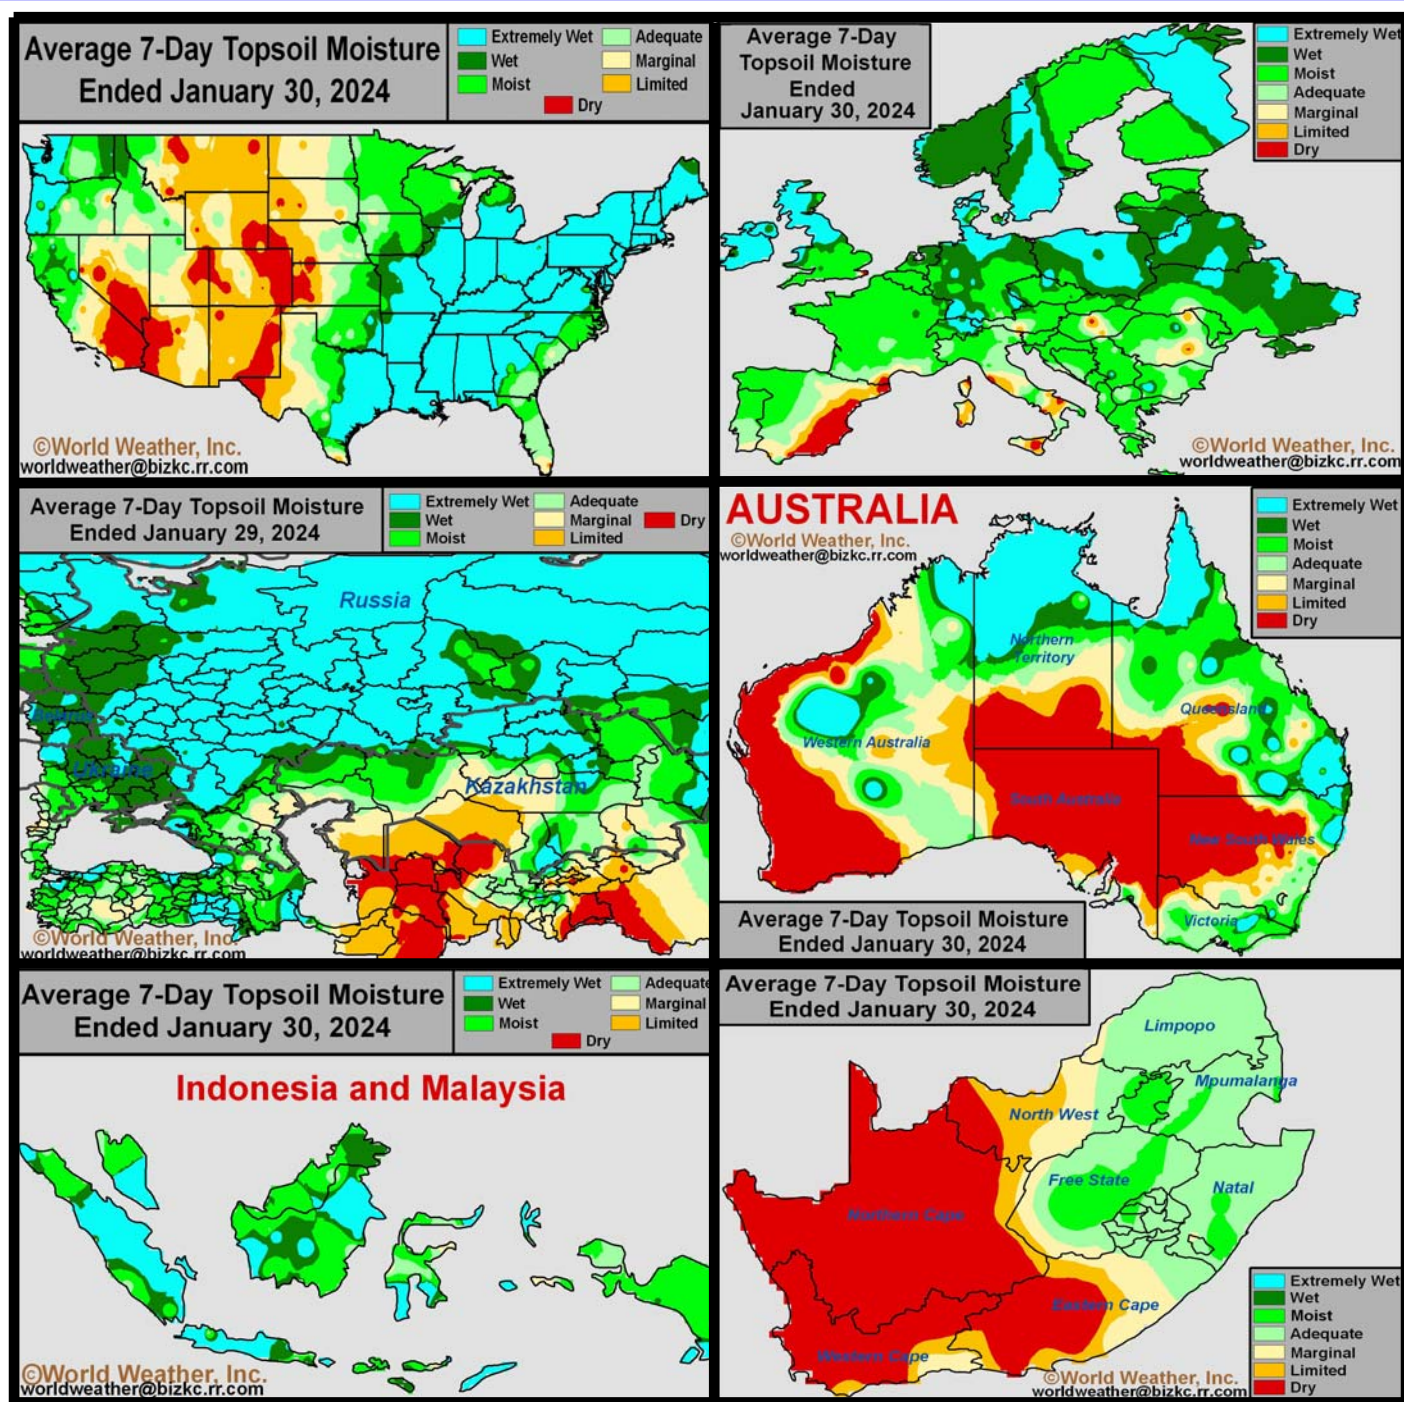 Average 7-Day Topsoil Moisture
Ended January 30, 2024
Extremely Wet
Adequate
Wet
Marginal
Moist
Limited
Dry
©World Weather, Inc.
worldweather@bizkc.rr.com
Average 7-Day
Topsoil Moisture
Ended
January 30, 2024
Extremely Wet
Wet
Moist
Adequate
Marginal
Limited
Dry
©World Weather, Inc.
worldweather@bizkc.rr.com
Average 7-Day Topsoil Moisture
Ended January 29, 2024
Extremely Wet
Adequate
Wet
Marginal
Dry
Moist
Limited
Russia
Belarus
Ukraine
Kazakhstan
©World Weather, Inc.
worldweather@bizkc.rr.com
AUSTRALIA
©World Weather, Inc.
worldweather@bizkc.rr.com
Extremely Wet
Wet
Moist
Adequate
Marginal
Limited
Dry
Northern
Territory
Queensland
Western Australia
South Australia
New South Wales
Victoria
Average 7-Day Topsoil Moisture
Ended January 30, 2024
Average 7-Day Topsoil Moisture
Ended January 30, 2024
Extremely Wet
Adequate
Wet
Marginal
Moist
Limited
Dry
Indonesia and Malaysia
©World Weather, Inc.
worldweather@bizkc.rr.com
Average 7-Day Topsoil Moisture
Ended January 30, 2024
Limpopo
Mpumalanga
North West
Free State
Natal
Northern Cape
Eastern Cape
Western Cape
Extremely Wet
Wet
Moist
Adequate
Marginal
Limited
Dry
©World Weather, Inc.
worldweather@bizkc.rr.com